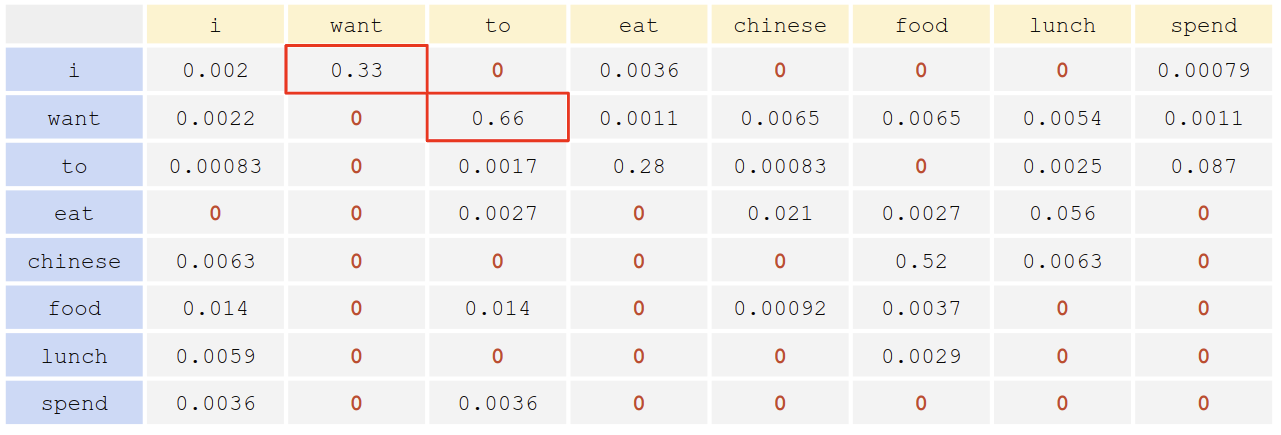 i want to eat chinese food lunch spend
i 0.002 0.33 0 0.0036 0 0 0 0.00079
want 0.0022 0 0.66 0.0011 0.0065 0.0065 0.0054 0.0011
to 0.00083 0 0.0017 0.28 0.00083 0 0.0025 0.087
eat 0 0 0.0027 0 0.021 0.0027 0.056 0
chinese 0.0063 0 0 0 0 0.52 0.0063 0
food 0.014 0 0.014 0 0.00092 0.0037 0 0
lunch 0.0059 0 0 0 0 0.0029 0 0
spend 0.0036 0 0.0036 0 0 0 0 0